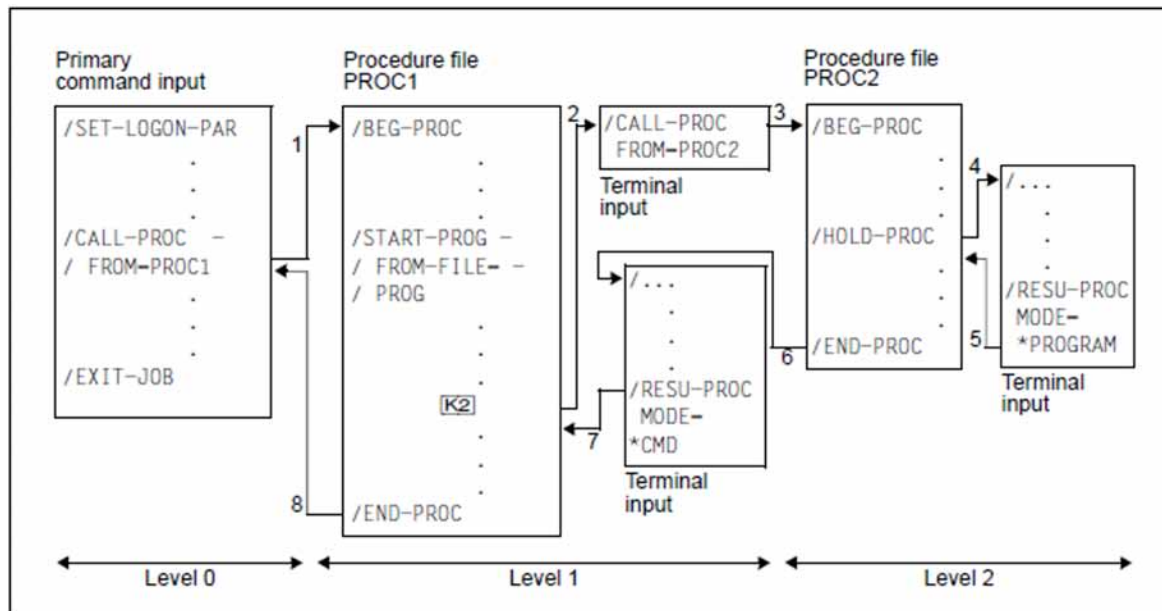 Primary
command input
/SET-LOGON-PAR
.
.
.
/CALL-PROC -
/ FROM-PROC1
.
.
.
/EXIT-JOB
1
8
Procedure file
PROC1
/BEG-PROC
.
.
.
/START-PROG -
/ FROM-FILE- -
/ PROG
.
.
.
K2
.
.
.
/END-PROC
2
/CALL-PROC
FROM-PROC2
Terminal
input
3
/...
.
.
.
/RESU-PROC
MODE-
*CMD
Terminal
input
7
6
Procedure file
PROC2
/BEG-PROC
.
.
.
/HOLD-PROC
.
.
.
/END-PROC
4
/...
.
.
.
/RESU-PROC
MODE-
*PROGRAM
5
Terminal
input
Level 0
Level 1
Level 2